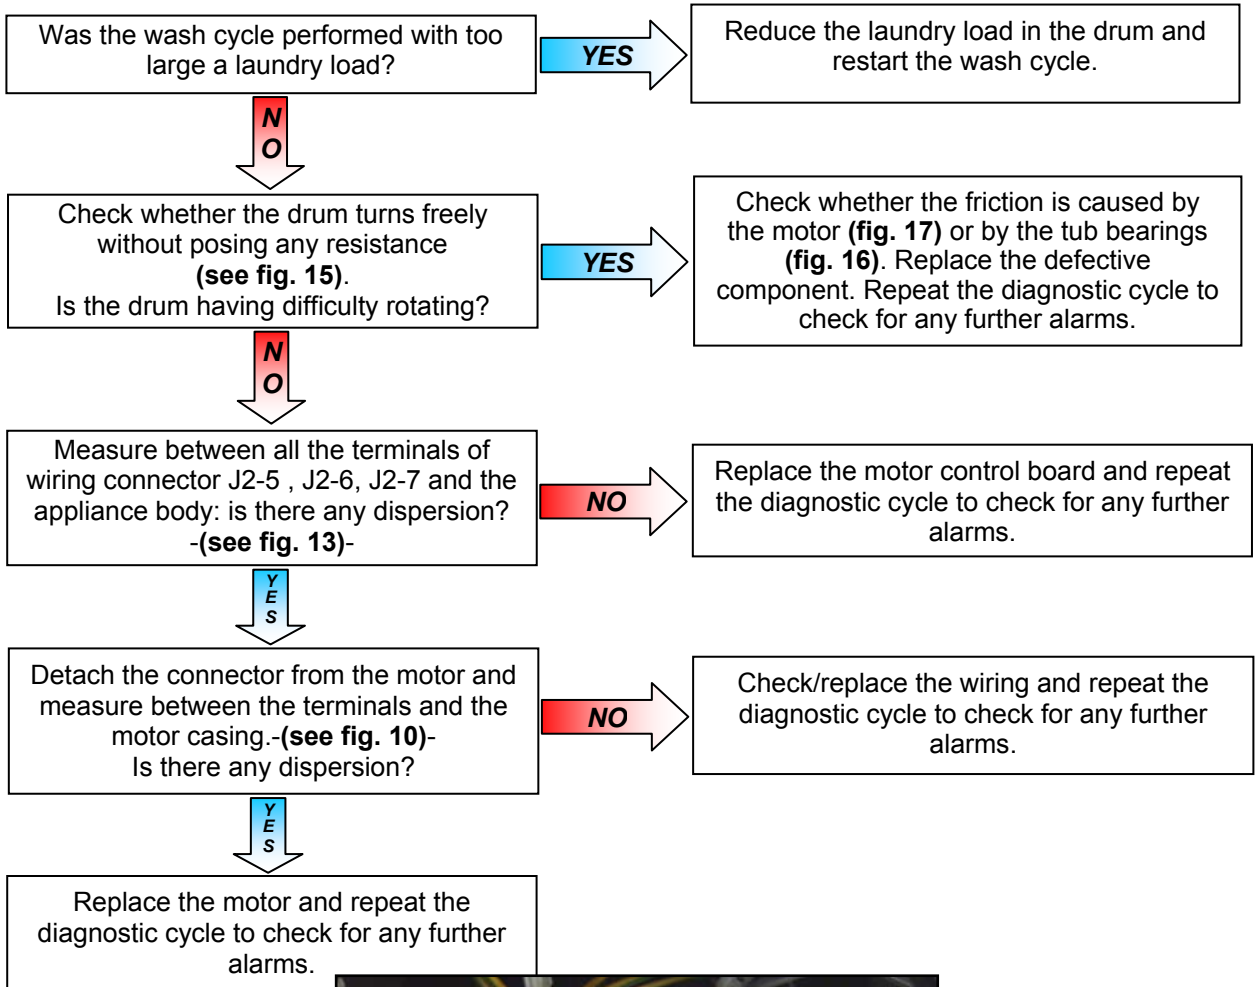 Was the wash cycle performed with too
large a laundry load?
YES
Reduce the laundry load in the drum and
restart the wash cycle.
N
O
Check whether the drum turns freely
without posing any resistance
(see fig. 15).
Is the drum having difficulty rotating?
YES
Check whether the friction is caused by
the motor (fig. 17) or by the tub bearings
(fig. 16). Replace the defective
component. Repeat the diagnostic cycle to
check for any further alarms.
N
O
Measure between all the terminals of
wiring connector J2-5 , J2-6, J2-7 and the
appliance body: is there any dispersion?
-(see fig. 13)-
NO
Replace the motor control board and repeat
the diagnostic cycle to check for any further
alarms.
Y
E
S
Detach the connector from the motor and
measure between the terminals and the
motor casing.-(see fig. 10)-
Is there any dispersion?
NO
Check/replace the wiring and repeat the
diagnostic cycle to check for any further
alarms.
Y
E
S
Replace the motor and repeat the
diagnostic cycle to check for any further
alarms.